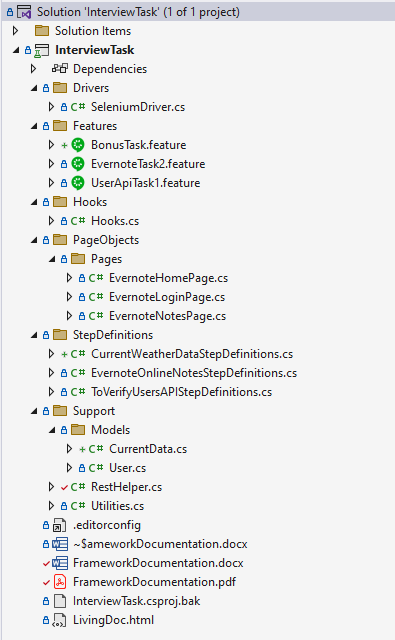 Solution 'InterviewTask' (1 of 1 project)
Solution Items
InterviewTask
Dependencies
Drivers
C# SeleniumDriver.cs
Features
BonusTask.feature
EvernoteTask2.feature
UserApiTask1.feature
Hooks
C# Hooks.cs
PageObjects
Pages
C# EvernoteHomePage.cs
C# EvernoteLoginPage.cs
C# EvernoteNotesPage.cs
StepDefinitions
C# CurrentWeatherDataStepDefinitions.cs
C# EvernoteOnlineNotesStepDefinitions.cs
C# ToVerifyUsersAPIStepDefinitions.cs
Support
Models
C# CurrentData.cs
C# User.cs
C# RestHelper.cs
C# Utilities.cs
.editorconfig
~$ameworkDocumentation.docx
FrameworkDocumentation.docx
FrameworkDocumentation.pdf
InterviewTask.csproj.bak
LivingDoc.html